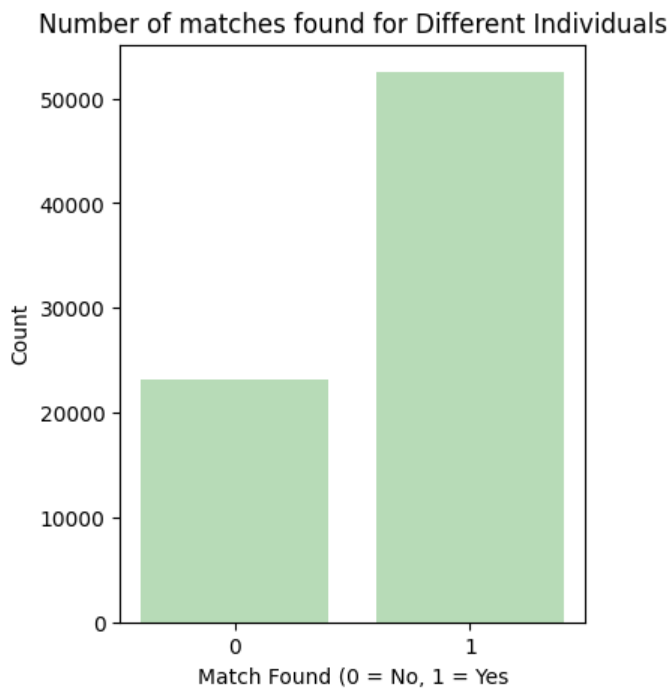 Number of matches found for Different Individuals
50000
40000
30000
20000
10000
0
Count
0 1
Match Found (0 = No, 1 = Yes